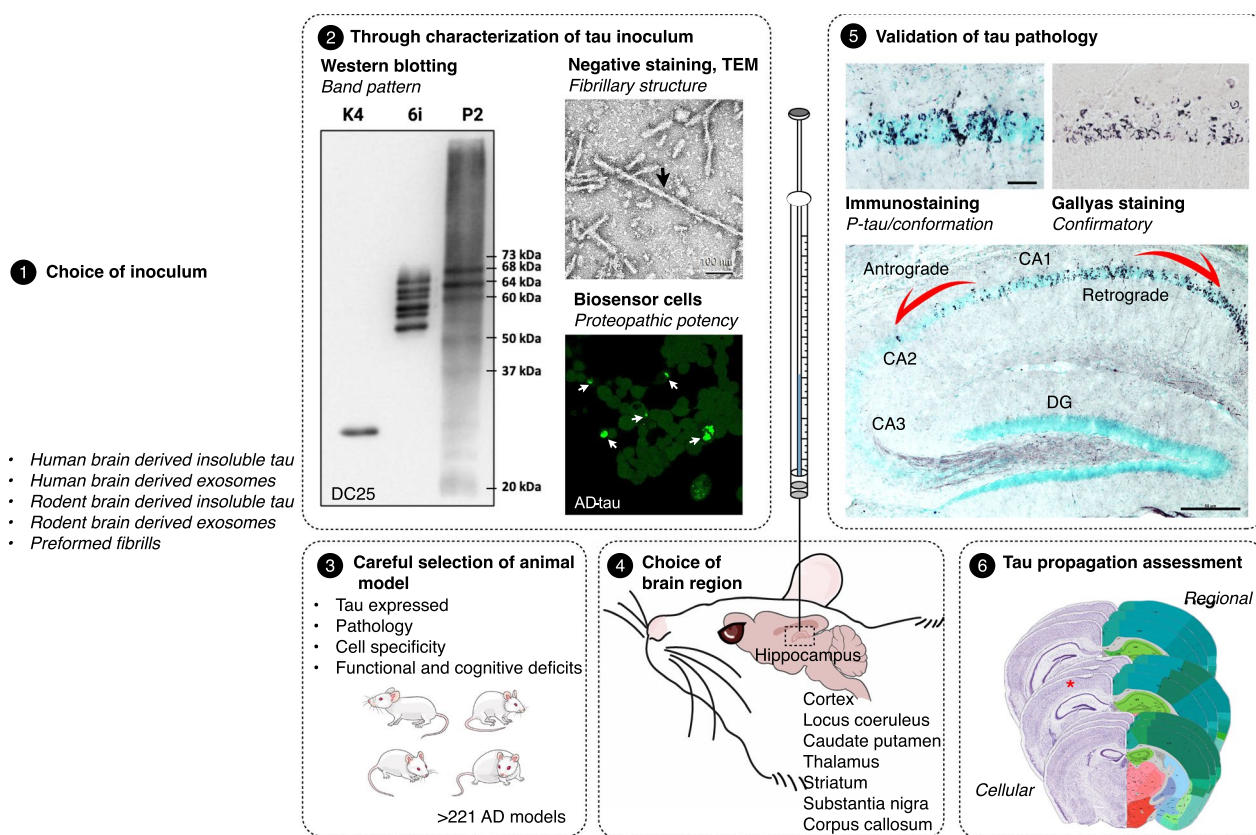 1 Choice of inoculum
• Human brain derived insoluble tau
• Human brain derived exosomes
• Rodent brain derived insoluble tau
• Rodent brain derived exosomes
• Preformed fibrills
2 Through characterization of tau inoculum
Western blotting
Band pattern
K4 6i P2
73 kDa
68 kDa
64 kDa
60 kDa
50 kDa
37 kDa
20 kDa
DC25
Negative staining, TEM
Fibrillary structure
100 nm
Biosensor cells
Proteopathic potency
AD-tau
3 Careful selection of animal
model
• Tau expressed
• Pathology
• Cell specificity
• Functional and cognitive deficits
>221 AD models
4 Choice of
brain region
Hippocampus
Cortex
Locus coeruleus
Caudate putamen
Thalamus
Striatum
Substantia nigra
Corpus callosum
5 Validation of tau pathology
Immunostaining
P-tau/conformation
Gallyas staining
Confirmatory
Antrograde
CA1
Retrograde
CA2
CA3
DG
6 Tau propagation assessment
Regional
*
Cellular